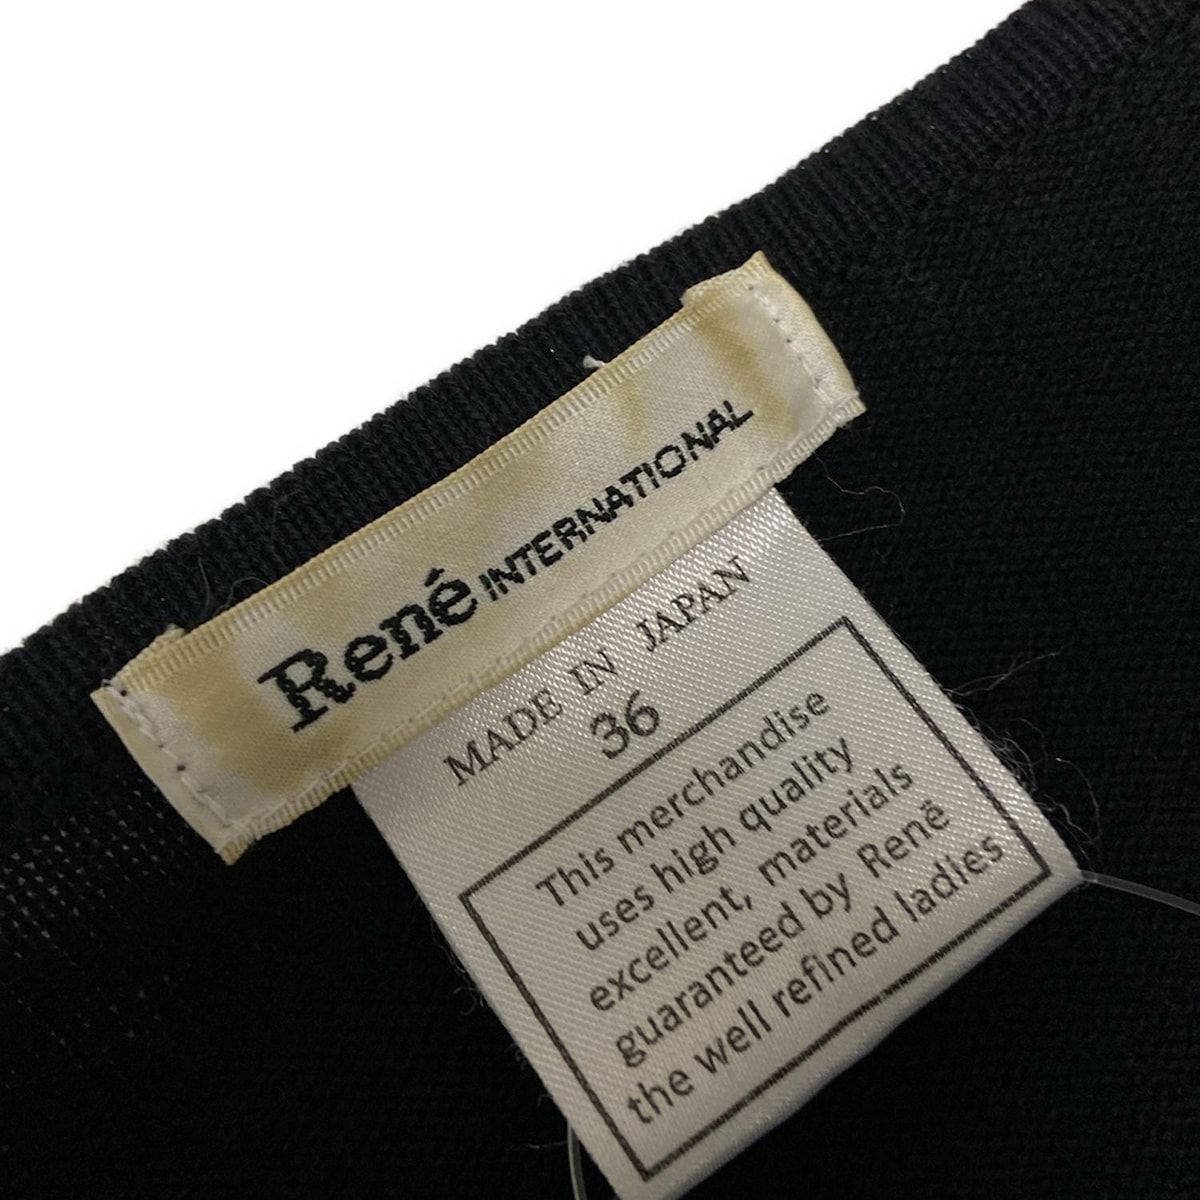 René INTERNATIONAL
MADE IN JAPAN
36
This merchandise
uses high quality
excellent, materials
guaranteed by René
the well refined ladies